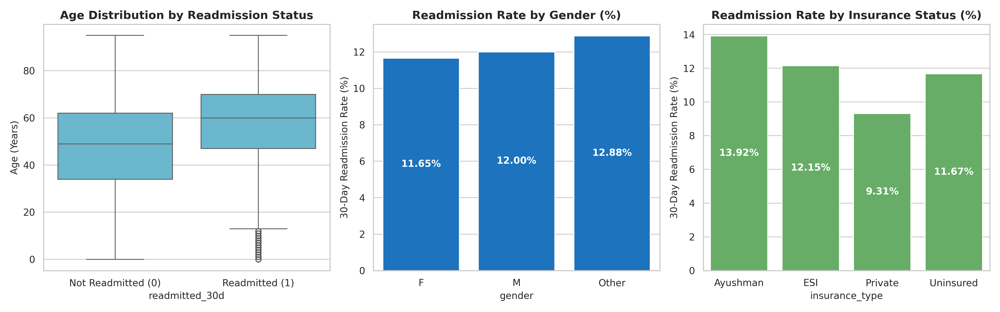 Age Distribution by Readmission Status
Age (Years)
80
60
40
20
0
Not Readmitted (0)
Readmitted (1)
readmitted_30d
Readmission Rate by Gender (%)
30-Day Readmission Rate (%)
12
10
8
6
4
2
0
11.65%
12.00%
12.88%
F
M
Other
gender
Readmission Rate by Insurance Status (%)
30-Day Readmission Rate (%)
14
12
10
8
6
4
2
0
13.92%
12.15%
9.31%
11.67%
Ayushman
ESI
Private
Uninsured
insurance_type